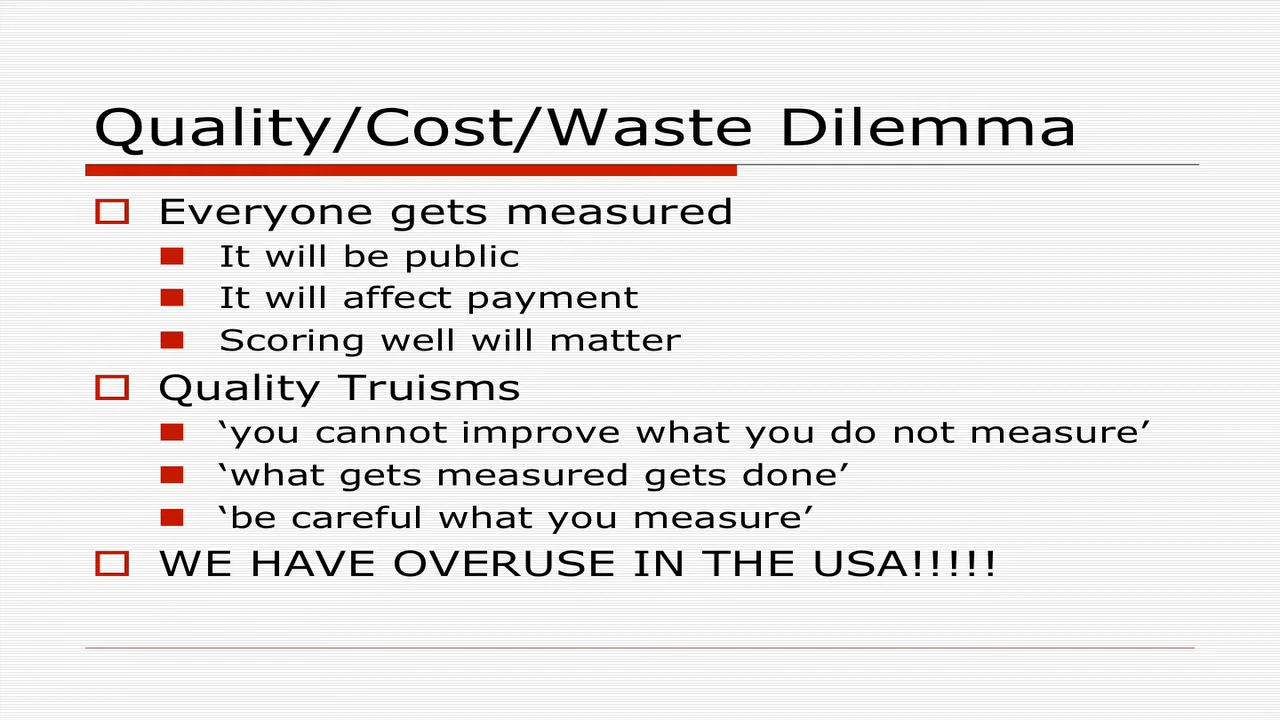 Quality/Cost/Waste Dilemma
Everyone gets measured
It will be public
It will affect payment
Scoring well will matter
Quality Truisms
‘you cannot improve what you do not measure’
‘what gets measured gets done’
‘be careful what you measure’
WE HAVE OVERUSE IN THE USA!!!!!